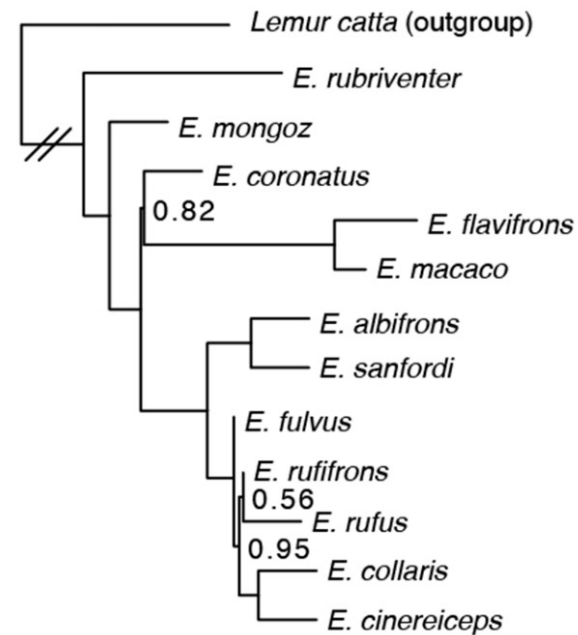 Lemur catta (outgroup)
E. rubriventer
E. mongoz
E. coronatus
0.82
E. flavifrons
E. macaco
E. albifrons
E. sanfordi
E. fulvus
E. rufifrons
0.56
E. rufus
0.95
E. collaris
E. cinereiceps